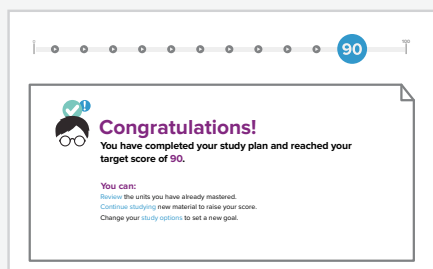 90
100
!
Congratulations!
You have completed your study plan and reached your
target score of 90.
You can:
Review the units you have already mastered.
Continue studying new material to raise your score.
Change your study options to set a new goal.